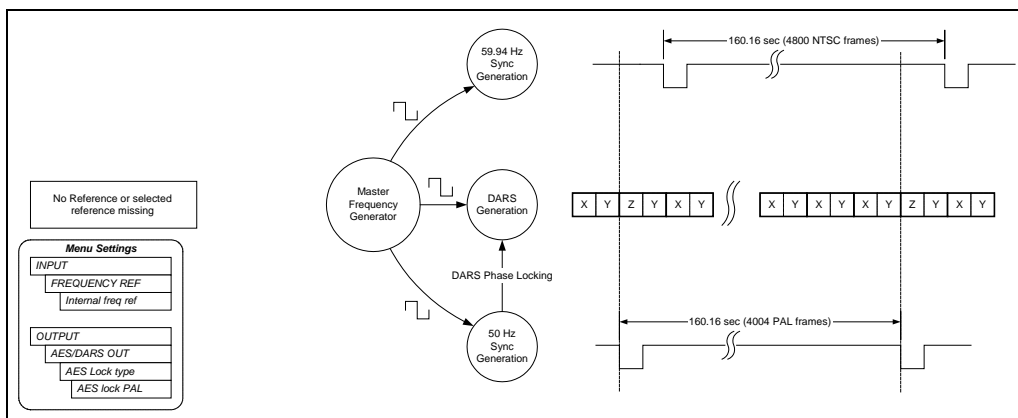 59.94 Hz
Sync
Generation
160.16 sec (4800 NTSC frames)
No Reference or selected
reference missing
Master
Frequency
Generator
DARS
Generation
X Y Z Y X Y
X Y X Y X Y Z Y X Y
Menu Settings
INPUT
FREQUENCY REF
Internal freq ref
OUTPUT
AES/DARS OUT
AES Lock type
AES lock PAL
DARS Phase Locking
50 Hz
Sync
Generation
160.16 sec (4004 PAL frames)